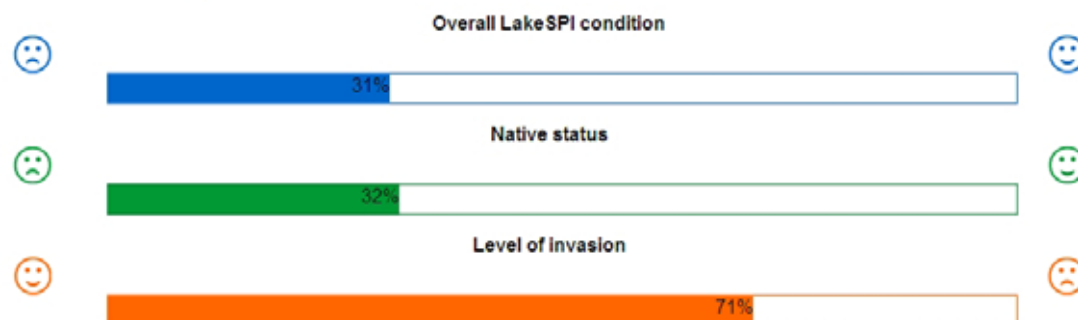 Overall LakeSPI condition
31%
Native status
32%
Level of invasion
71%